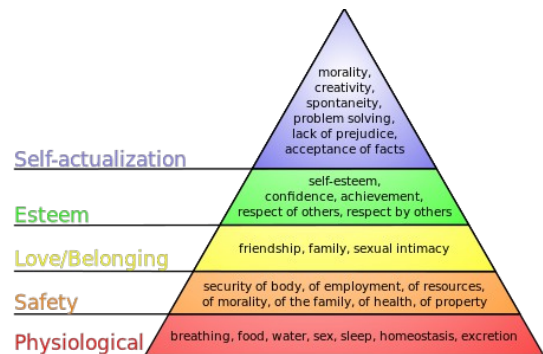 morality,
creativity,
spontaneity,
problem solving,
lack of prejudice,
acceptance of facts
Self-actualization
self-esteem,
confidence, achievement,
respect of others, respect by others
Esteem
friendship, family, sexual intimacy
Love/Belonging
security of body, of employment, of resources,
of morality, of the family, of health, of property
Safety
breathing, food, water, sex, sleep, homeostasis, excretion
Physiological